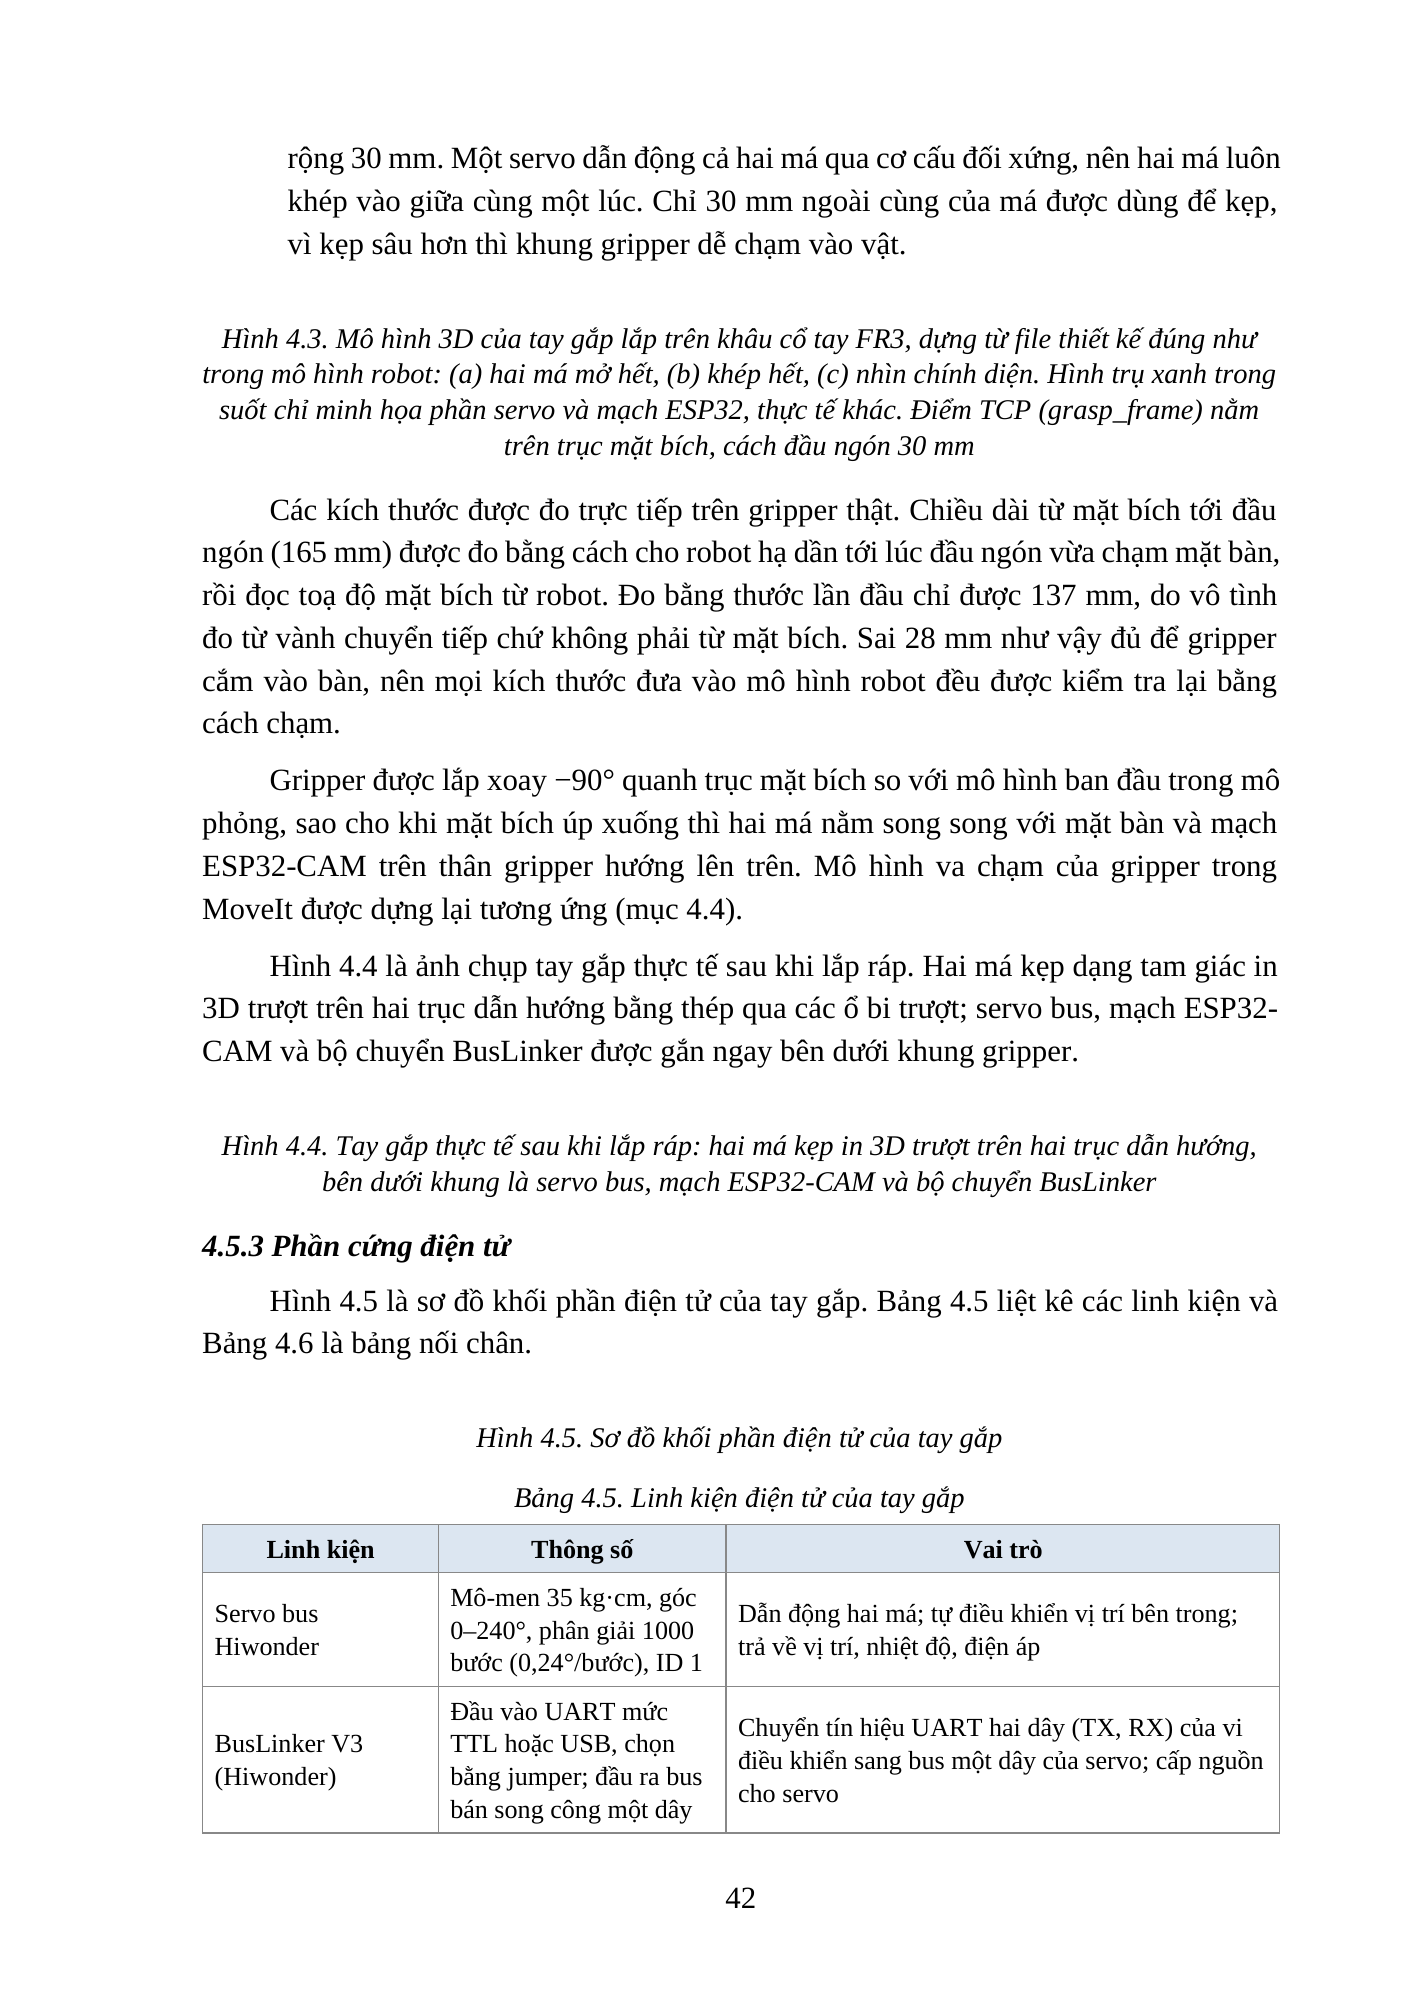 rộng 30 mm. Một servo dẫn động cả hai má qua cơ cấu đối xứng, nên hai má luôn
khép vào giữa cùng một lúc. Chỉ 30 mm ngoài cùng của má được dùng để kẹp,
vì kẹp sâu hơn thì khung gripper dễ chạm vào vật.
Hình 4.3. Mô hình 3D của tay gắp lắp trên khâu cổ tay FR3, dựng từ file thiết kế đúng như
trong mô hình robot: (a) hai má mở hết, (b) khép hết, (c) nhìn chính diện. Hình trụ xanh trong
suốt chỉ minh họa phần servo và mạch ESP32, thực tế khác. Điểm TCP (grasp_frame) nằm
trên trục mặt bích, cách đầu ngón 30 mm
Các kích thước được đo trực tiếp trên gripper thật. Chiều dài từ mặt bích tới đầu
ngón (165 mm) được đo bằng cách cho robot hạ dần tới lúc đầu ngón vừa chạm mặt bàn,
rồi đọc toạ độ mặt bích từ robot. Đo bằng thước lần đầu chỉ được 137 mm, do vô tình
đo từ vành chuyển tiếp chứ không phải từ mặt bích. Sai 28 mm như vậy đủ để gripper
cắm vào bàn, nên mọi kích thước đưa vào mô hình robot đều được kiểm tra lại bằng
cách chạm.
Gripper được lắp xoay −90° quanh trục mặt bích so với mô hình ban đầu trong mô
phỏng, sao cho khi mặt bích úp xuống thì hai má nằm song song với mặt bàn và mạch
ESP32-CAM trên thân gripper hướng lên trên. Mô hình va chạm của gripper trong
MoveIt được dựng lại tương ứng (mục 4.4).
Hình 4.4 là ảnh chụp tay gắp thực tế sau khi lắp ráp. Hai má kẹp dạng tam giác in
3D trượt trên hai trục dẫn hướng bằng thép qua các ổ bi trượt; servo bus, mạch ESP32-
CAM và bộ chuyển BusLinker được gắn ngay bên dưới khung gripper.
Hình 4.4. Tay gắp thực tế sau khi lắp ráp: hai má kẹp in 3D trượt trên hai trục dẫn hướng,
bên dưới khung là servo bus, mạch ESP32-CAM và bộ chuyển BusLinker
4.5.3 Phần cứng điện tử
Hình 4.5 là sơ đồ khối phần điện tử của tay gắp. Bảng 4.5 liệt kê các linh kiện và
Bảng 4.6 là bảng nối chân.
Hình 4.5. Sơ đồ khối phần điện tử của tay gắp
Bảng 4.5. Linh kiện điện tử của tay gắp
Linh kiện
Thông số
Vai trò
Servo bus
Hiwonder
Mô-men 35 kg·cm, góc
0–240°, phân giải 1000
bước (0,24°/bước), ID 1
Dẫn động hai má; tự điều khiển vị trí bên trong;
trả về vị trí, nhiệt độ, điện áp
BusLinker V3
(Hiwonder)
Đầu vào UART mức
TTL hoặc USB, chọn
bằng jumper; đầu ra bus
bán song công một dây
Chuyển tín hiệu UART hai dây (TX, RX) của vi
điều khiển sang bus một dây của servo; cấp nguồn
cho servo
42